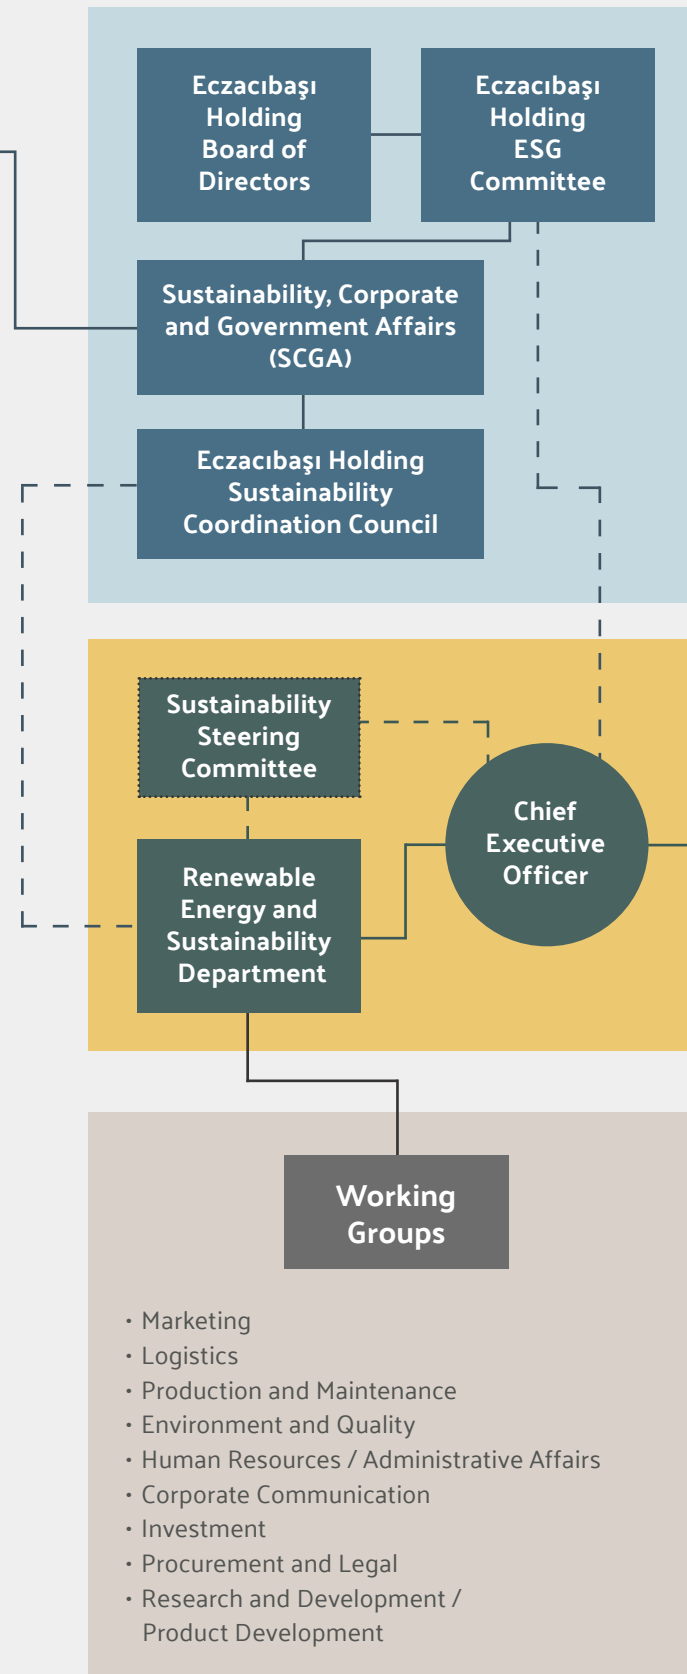 Eczacıbaşı
Holding
Board of
Directors
Eczacıbaşı
Holding
ESG
Committee
Sustainability, Corporate
and Government Affairs
(SCGA)
Eczacıbaşı Holding
Sustainability
Coordination Council
Sustainability
Steering
Committee
Chief
Executive
Officer
Renewable
Energy and
Sustainability
Department
Working
Groups
• Marketing
• Logistics
• Production and Maintenance
• Environment and Quality
• Human Resources / Administrative Affairs
• Corporate Communication
• Investment
• Procurement and Legal
• Research and Development /
Product Development